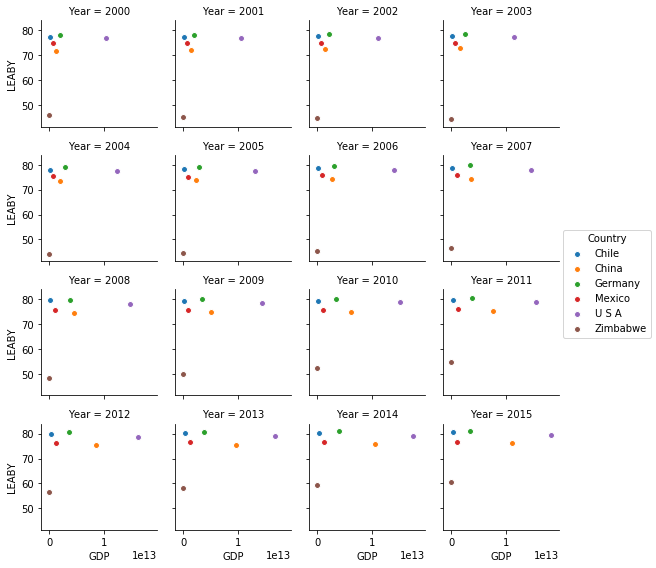 Year = 2000 Year = 2001 Year = 2002 Year = 2003
80
70
60
50
LEABY
Year = 2004 Year = 2005 Year = 2006 Year = 2007
80
70
60
50
LEABY
Country
Chile
China
Germany
Mexico
U S A
Zimbabwe
Year = 2008 Year = 2009 Year = 2010 Year = 2011
80
70
60
50
LEABY
Year = 2012 Year = 2013 Year = 2014 Year = 2015
80
70
60
50
LEABY
0 1 0 1 0 1 0 1
GDP 1e13 GDP 1e13 GDP 1e13 GDP 1e13